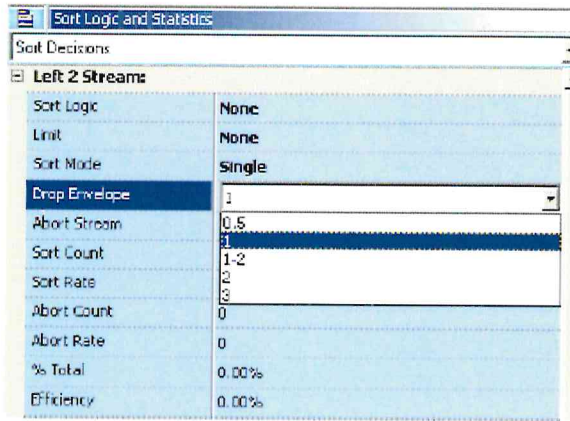 Sort Logic and Statistics
Sort Decisions
Left 2 Stream:
Sort Logic None
Limit None
Sort Mode Single
Drop Envelope 1
Abort Stream 0.5
1
Sort Count 1-2
Sort Rate 2
3
Abort Count 0
Abort Rate 0
% Total 0.00%
Efficiency 0.00%